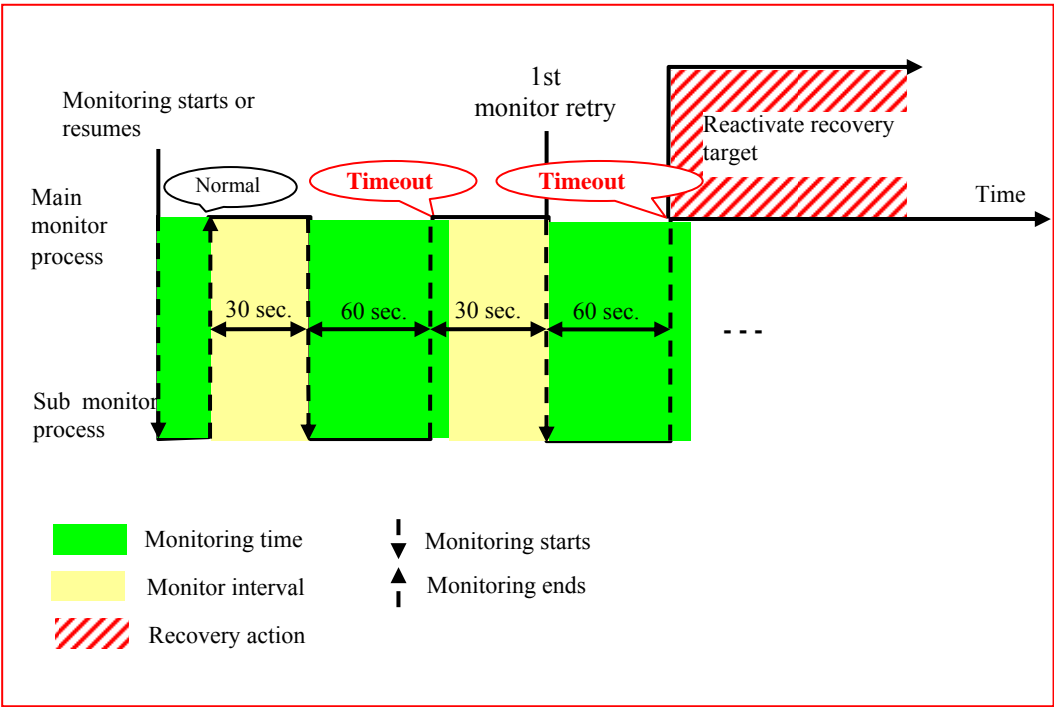 1st
monitor retry
Monitoring starts or
resumes
Reactivate recovery
target
Normal
Timeout
Timeout
Main
monitor
process
Time
30 sec.
60 sec.
30 sec.
60 sec.
- - -
Sub monitor
process
Monitoring time
Monitoring starts
Monitor interval
Monitoring ends
Recovery action